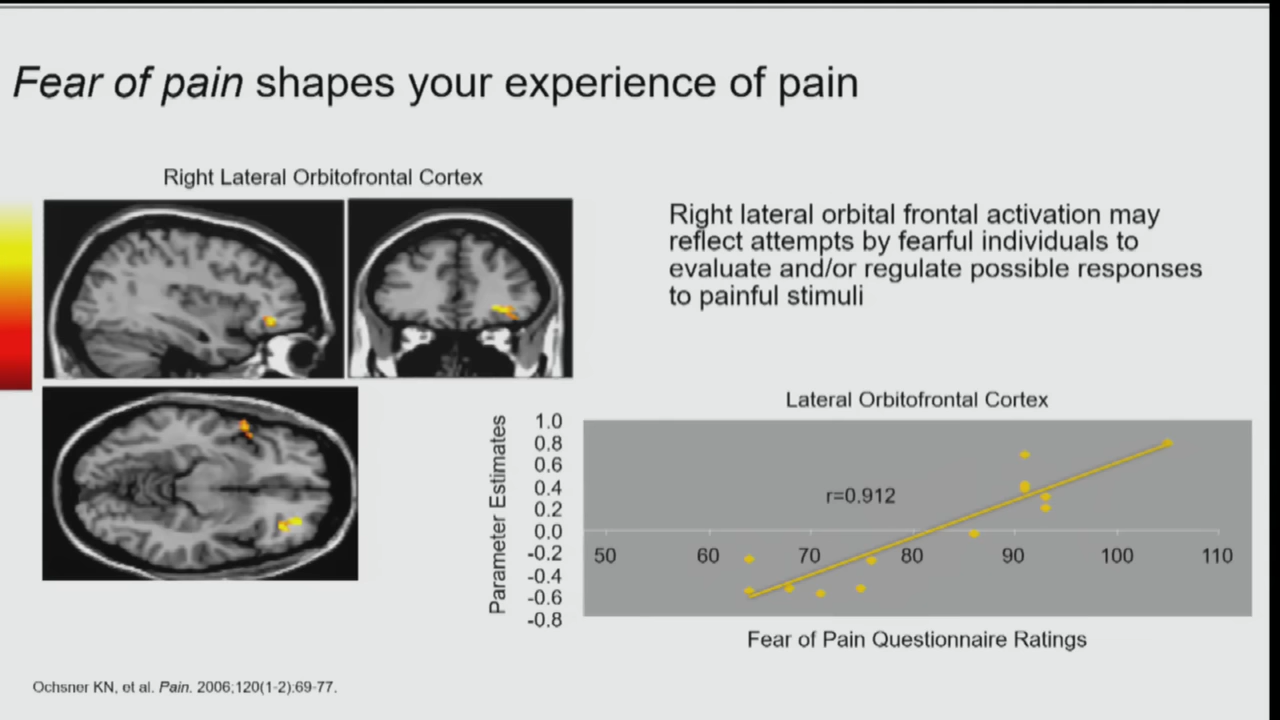 Fear of pain shapes your experience of pain
Right Lateral Orbitofrontal Cortex
Right lateral orbital frontal activation may
reflect attempts by fearful individuals to
evaluate and/or regulate possible responses
to painful stimuli
Lateral Orbitofrontal Cortex
Parameter Estimates
1.0
0.8
0.6
0.4
0.2
0.0
-0.2
-0.4
-0.6
-0.8
r=0.912
50 60 70 80 90 100 110
Fear of Pain Questionnaire Ratings
Ochsner KN, et al. Pain. 2006;120(1-2):69-77.